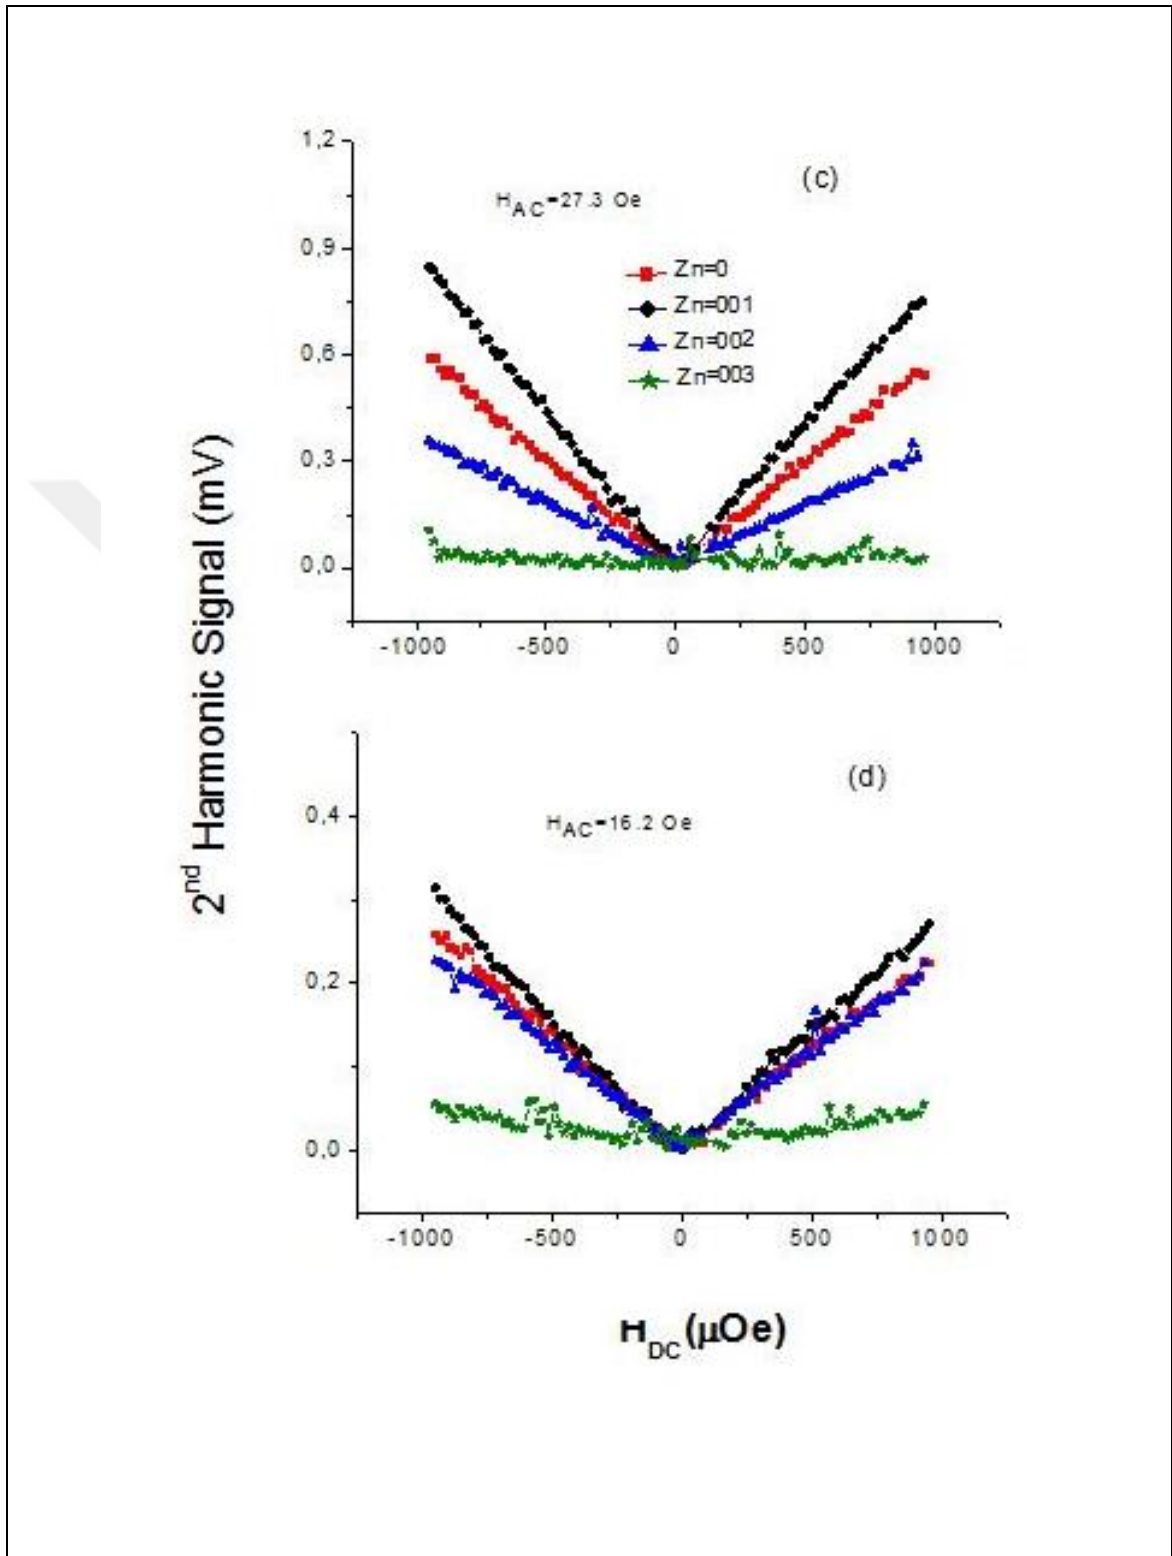 1,2
(c)
H_AC=27.3 Oe
0,9
Zn=0
Zn=001
Zn=002
Zn=003
0,6
0,3
0,0
-1000 -500 0 500 1000
2nd Harmonic Signal (mV)
(d)
0,4
H_AC=16.2 Oe
0,2
0,0
-1000 -500 0 500 1000
H_DC(μOe)